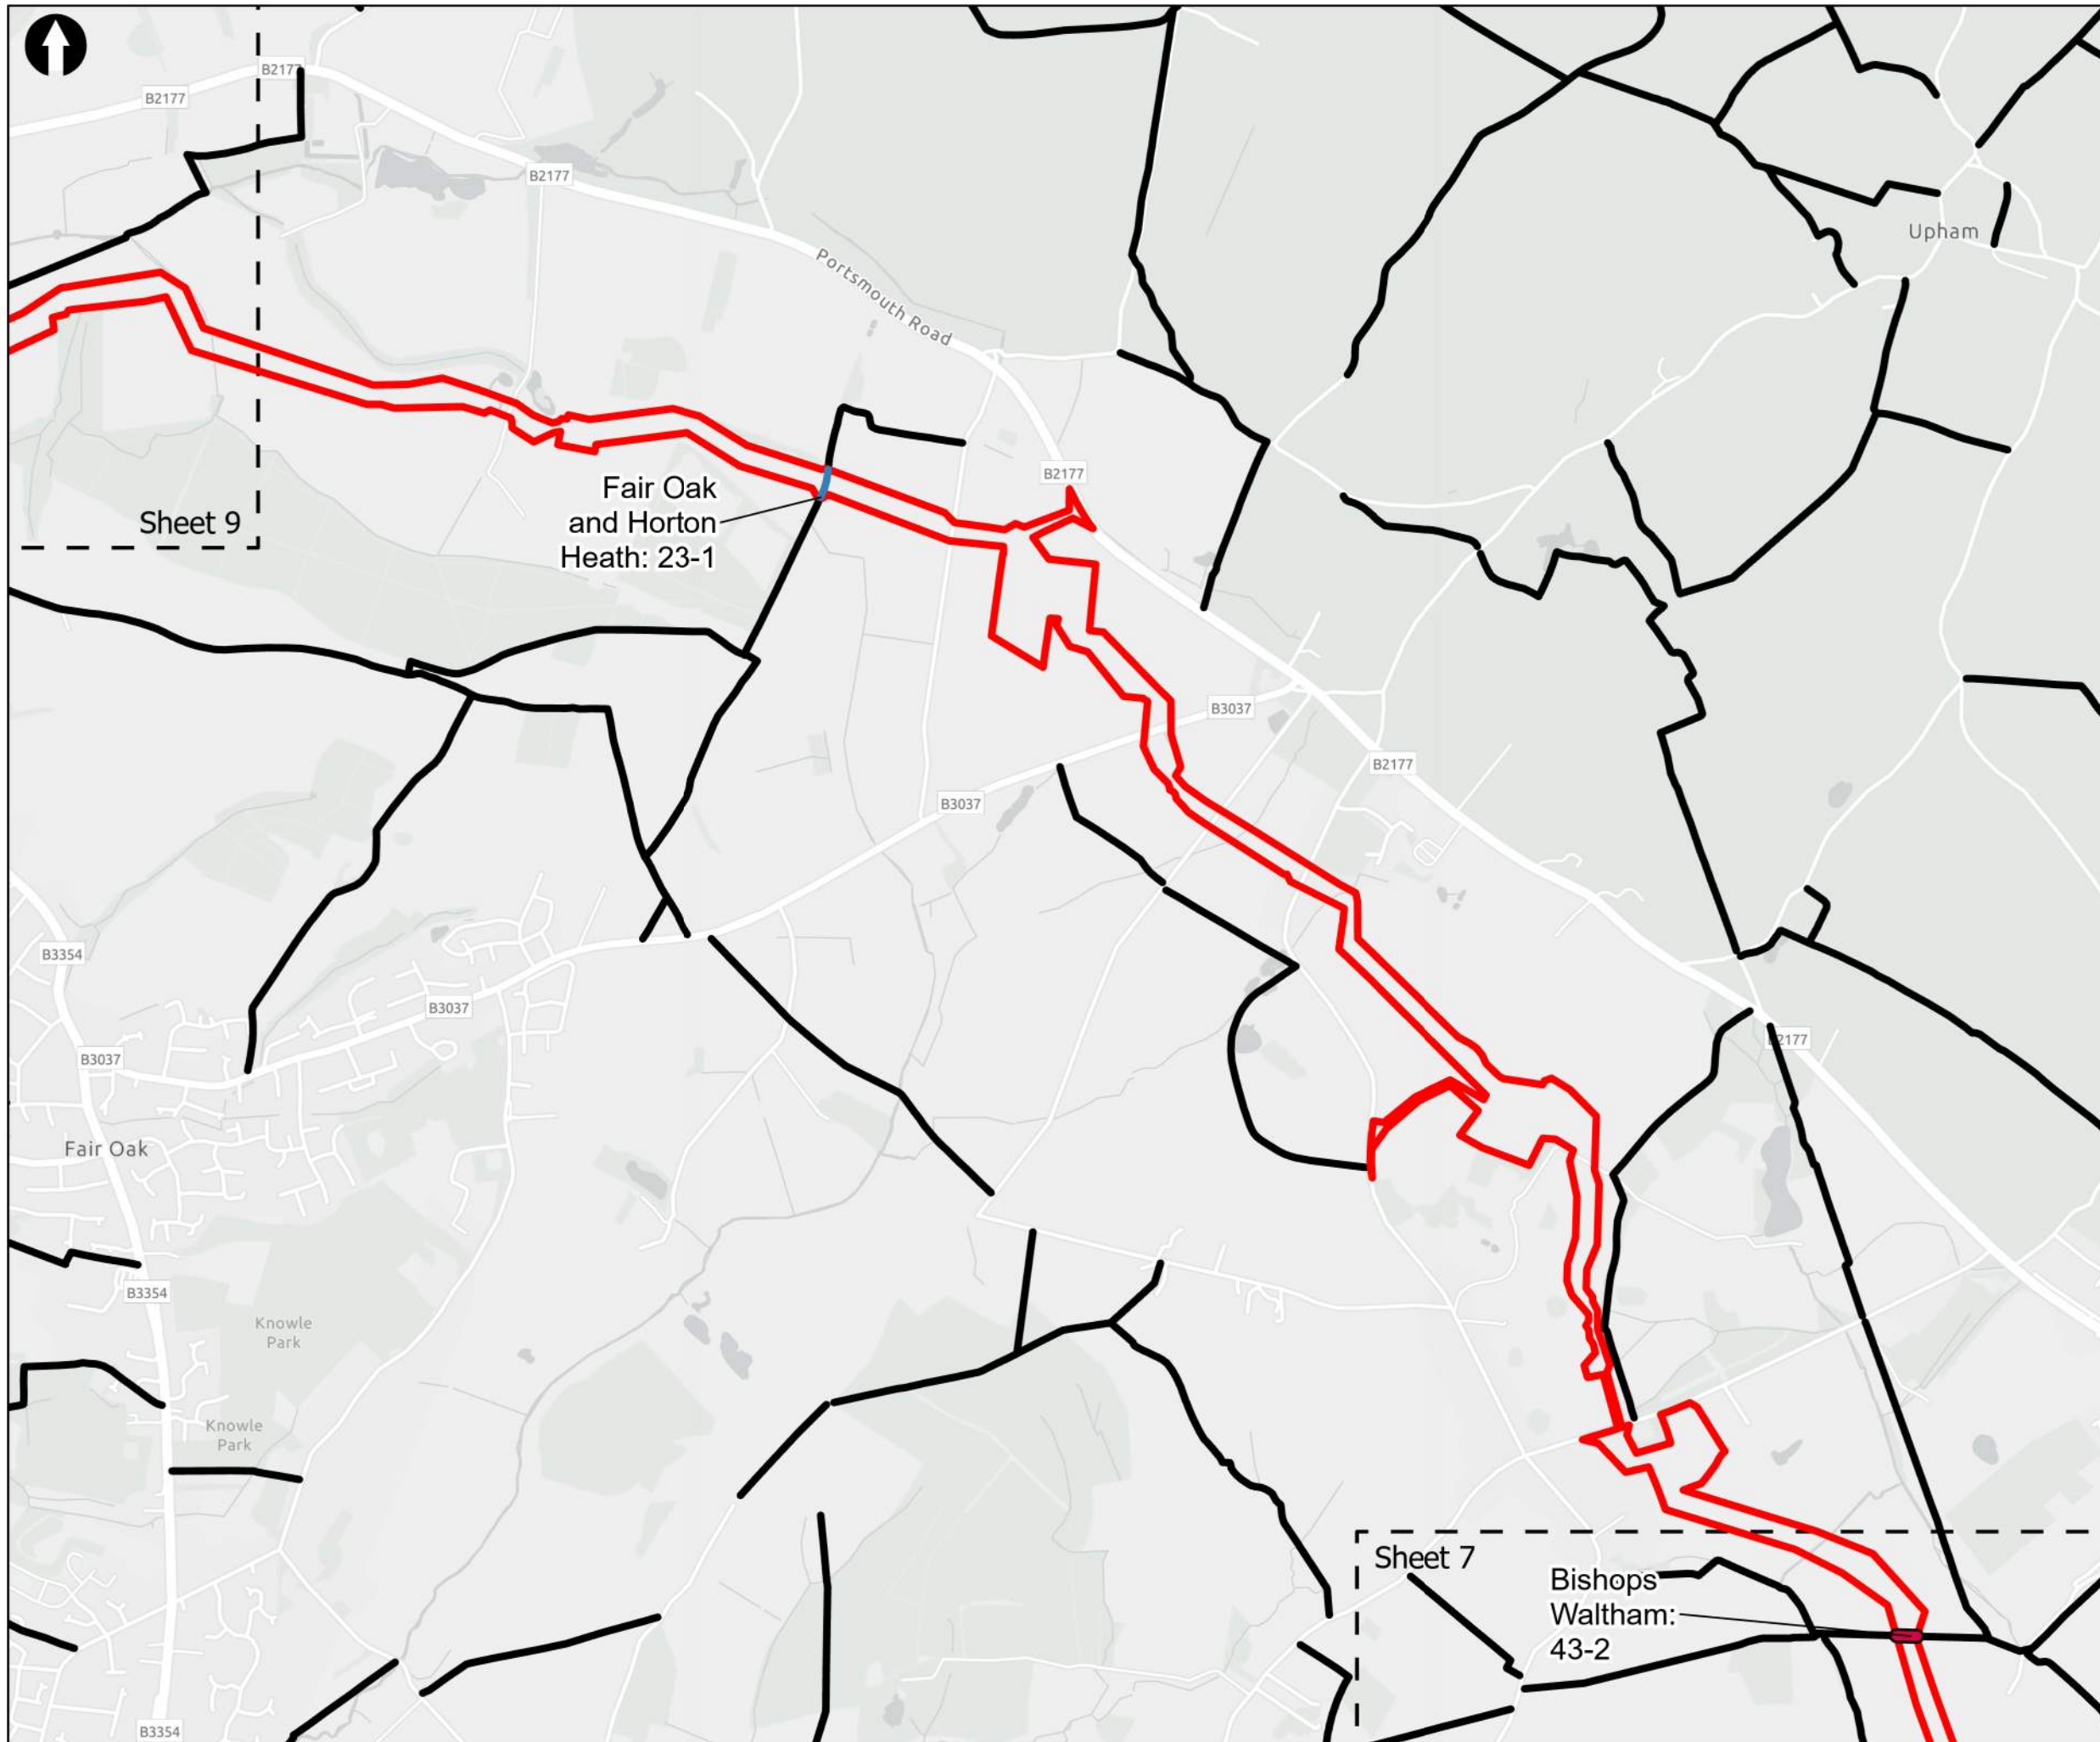 B2177
B2177
B2177
Portsmouth Road
Upham
B2177
Fair Oak
and Horton
Heath: 23-1
Sheet 9
B3037
B2177
B3037
B3354
B3037
B3037
2177
Fair Oak
B3354
Knowle
Park
Knowle
Park
Sheet 7
Bishops
Waltham:
43-2
B3354